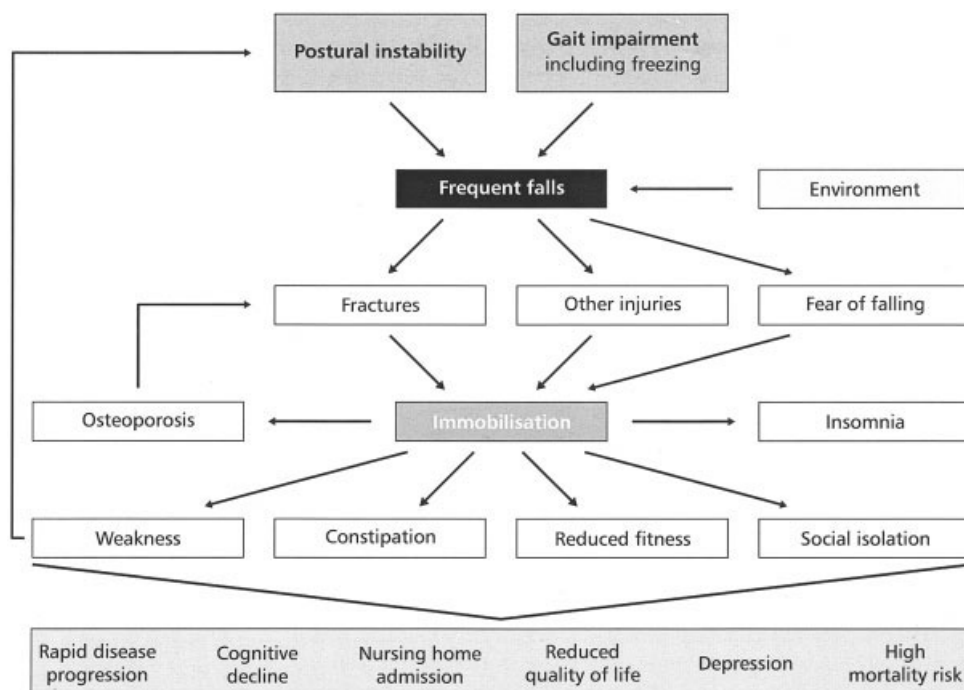 Postural instability
Gait impairment
including freezing
Frequent falls
Environment
Fractures
Other injuries
Fear of falling
Osteoporosis
Immobilisation
Insomnia
Weakness
Constipation
Reduced fitness
Social isolation
Rapid disease
progression
Cognitive
decline
Nursing home
admission
Reduced
quality of life
Depression
High
mortality risk